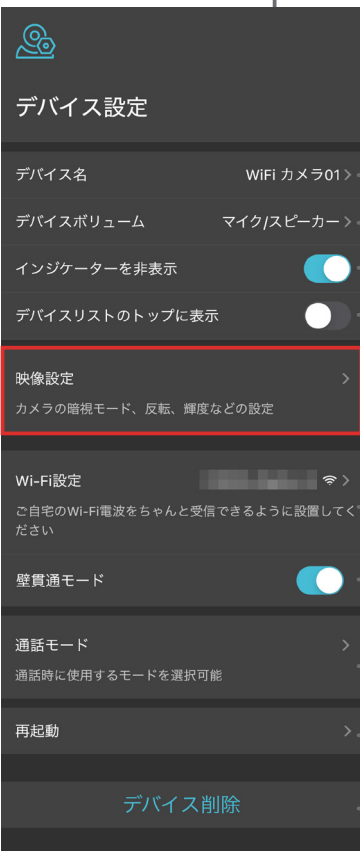 デバイス設定
デバイス名 WiFi カメラ01
デバイスボリューム マイク/スピーカー
インジケーターを非表示
デバイスリストのトップに表示
映像設定
カメラの暗視モード、反転、輝度などの設定
Wi-Fi設定
ご自宅のWi-Fi電波をちゃんと受信できるように設置してく
ださい
壁貫通モード
通話モード
通話時に使用するモードを選択可能
再起動
デバイス削除